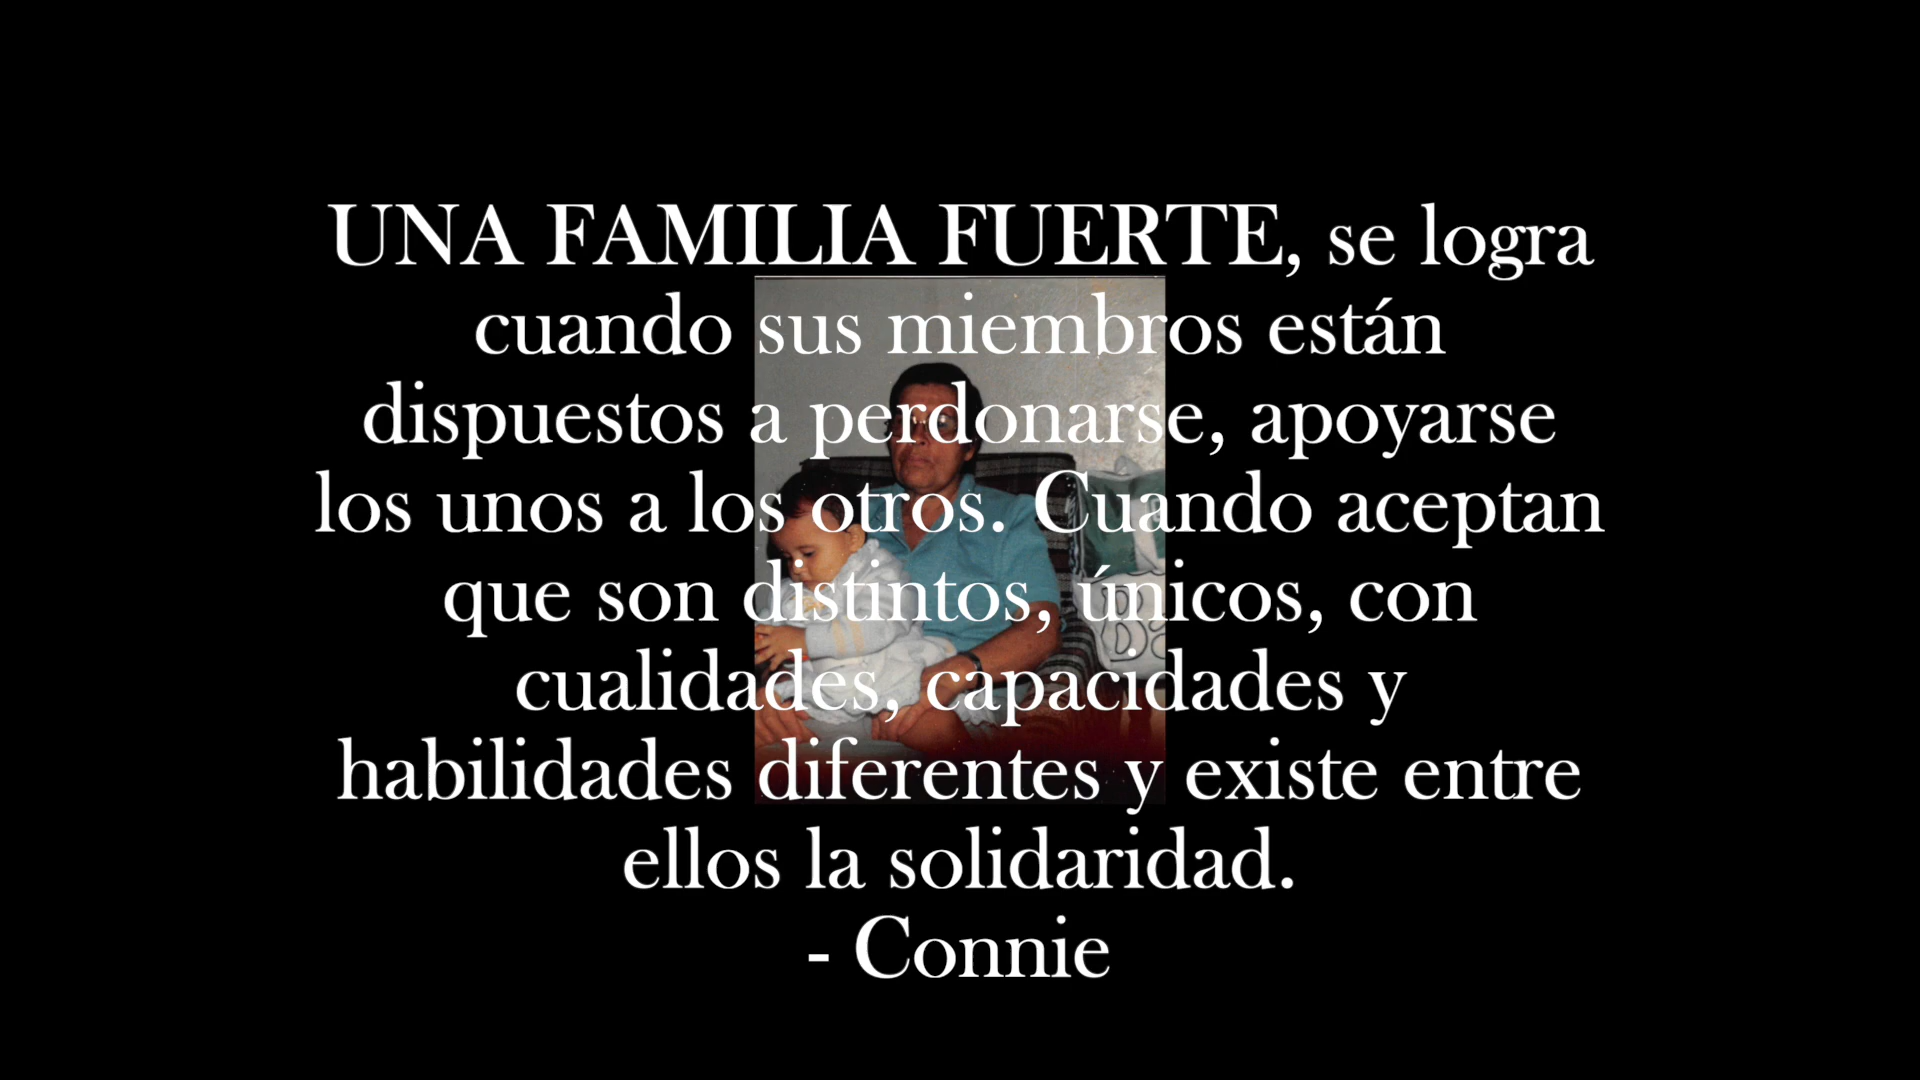 UNA FAMILIA FUERTE, se logra
cuando sus miembros están
dispuestos a perdonarse, apoyarse
los unos a los otros. Cuando aceptan
que son distintos, únicos, con
cualidades, capacidades y
habilidades diferentes y existe entre
ellos la solidaridad.
- Connie